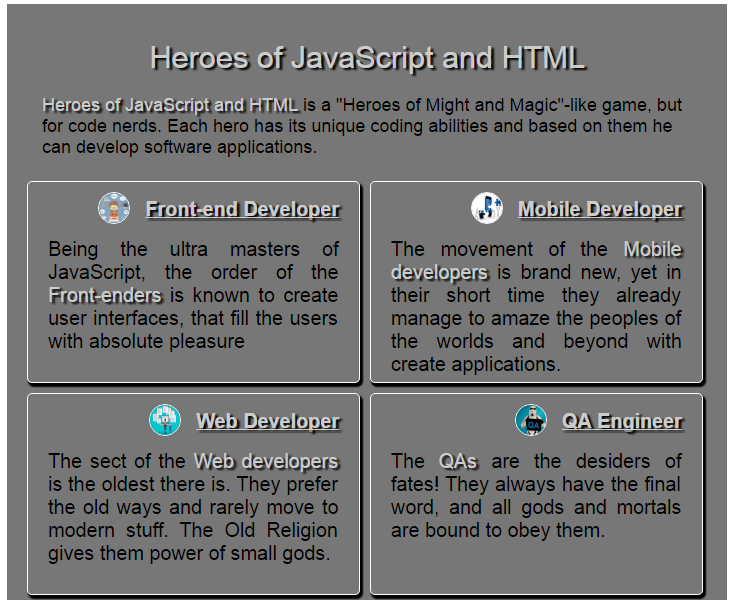 Heroes of JavaScript and HTML
Heroes of JavaScript and HTML is a "Heroes of Might and Magic"-like game, but
for code nerds. Each hero has its unique coding abilities and based on them he
can develop software applications.
Front-end Developer
Being the ultra masters of
JavaScript, the order of the
Front-enders is known to create
user interfaces, that fill the users
with absolute pleasure
Mobile Developer
The movement of the Mobile
developers is brand new, yet in
their short time they already
manage to amaze the peoples of
the worlds and beyond with
create applications.
Web Developer
The sect of the Web developers
is the oldest there is. They prefer
the old ways and rarely move to
modern stuff. The Old Religion
gives them power of small gods.
QA
QA Engineer
The QAs are the desiders of
fates! They always have the final
word, and all gods and mortals
are bound to obey them.